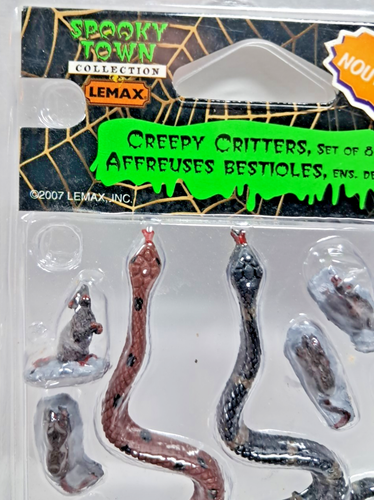 SPOOKY
TOWN
COLLECTION
LEMAX
NOU
CREEPY CRITTERS, SET OF 8
AFFREUSES BESTIOLES, ENS. DE
©2007 LEMAX, INC.